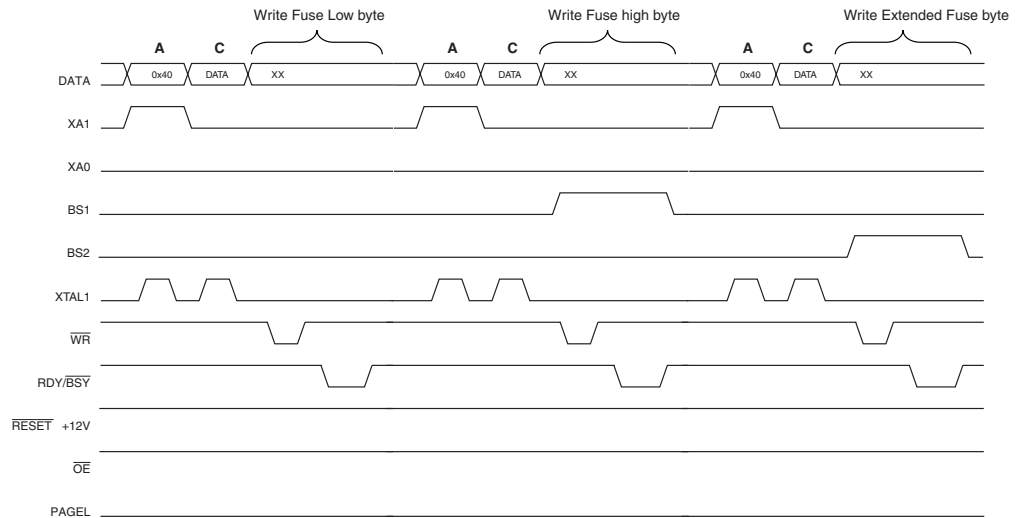 Write Fuse Low byte Write Fuse high byte Write Extended Fuse byte
A C A C A C
DATA 0x40 DATA XX 0x40 DATA XX 0x40 DATA XX
XA1
XA0
BS1
BS2
XTAL1
WR
RDY/BSY
RESET +12V
OE
PAGEL